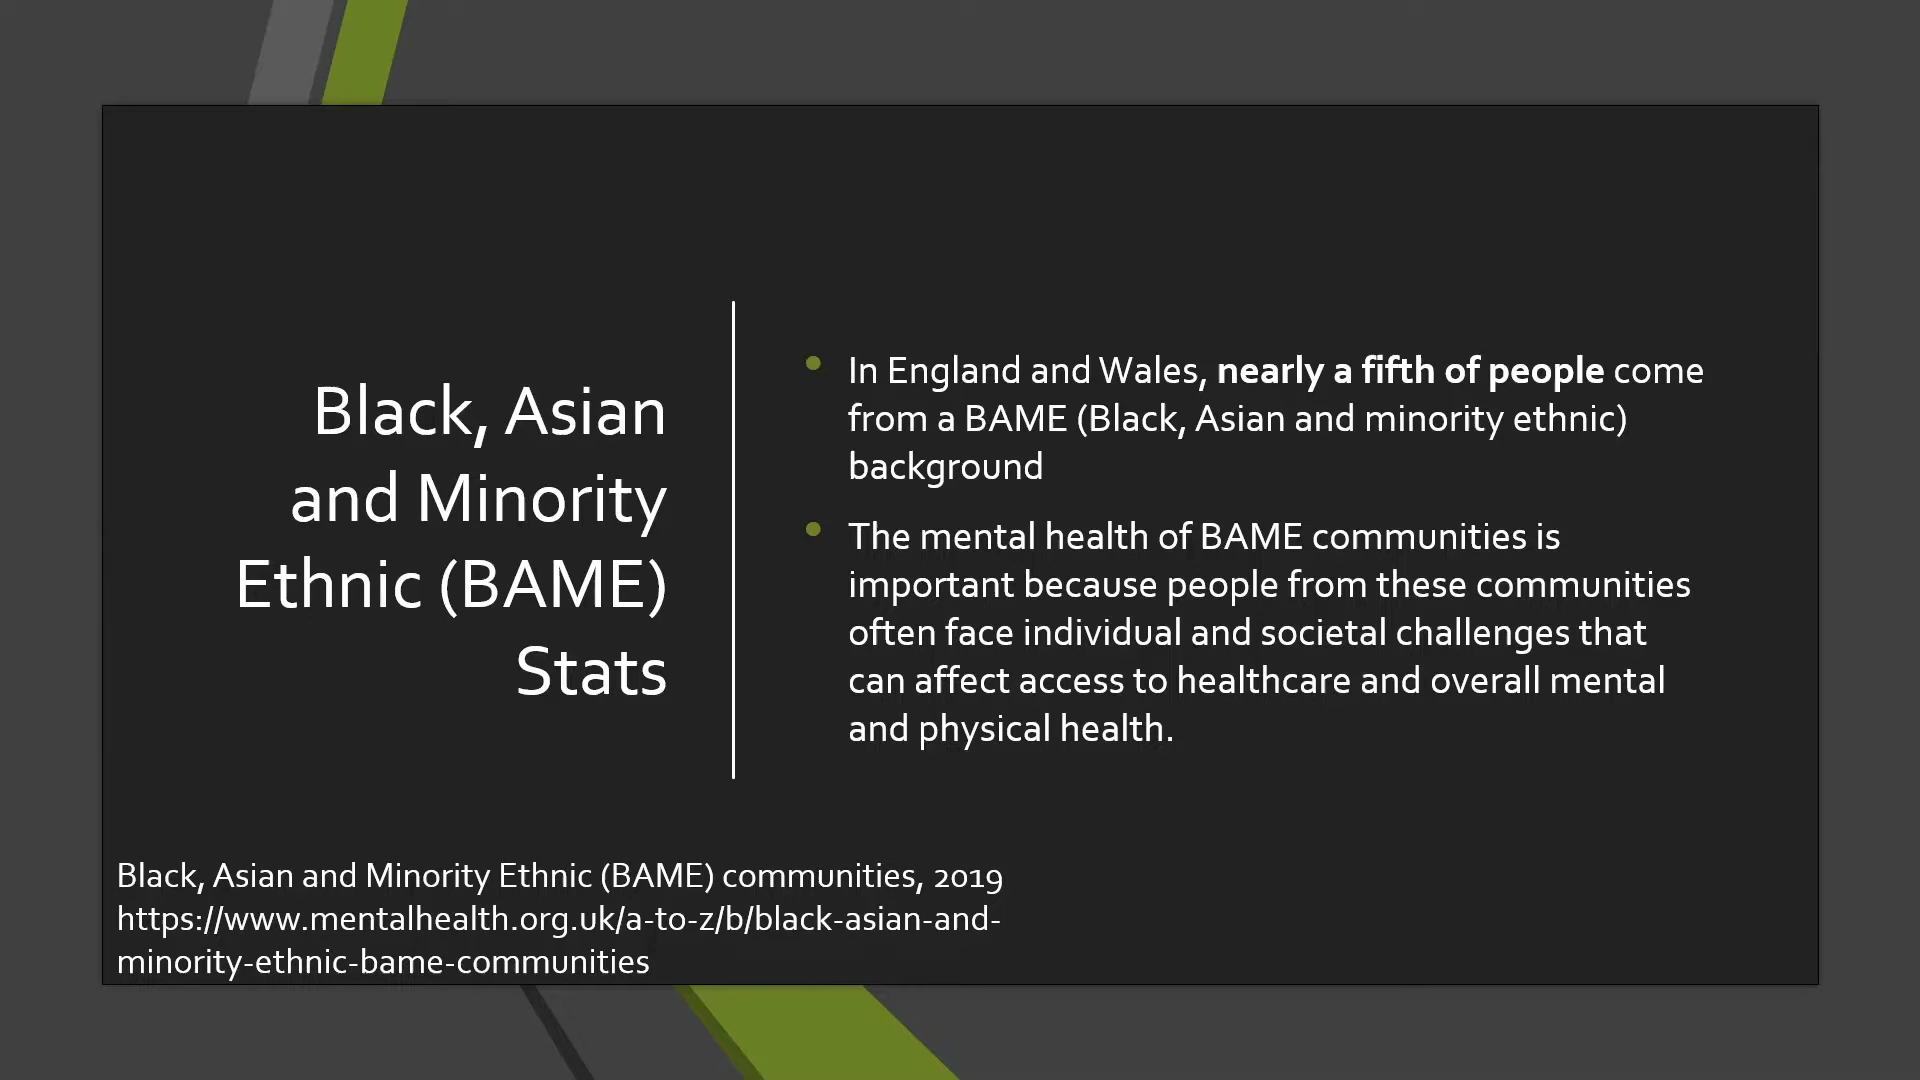 Black, Asian
and Minority
Ethnic (BAME)
Stats
In England and Wales, nearly a fifth of people come
from a BAME (Black, Asian and minority ethnic)
background
The mental health of BAME communities is
important because people from these communities
often face individual and societal challenges that
can affect access to healthcare and overall mental
and physical health.
Black, Asian and Minority Ethnic (BAME) communities, 2019
https://www.mentalhealth.org.uk/a-to-z/b/black-asian-and-
minority-ethnic-bame-communities